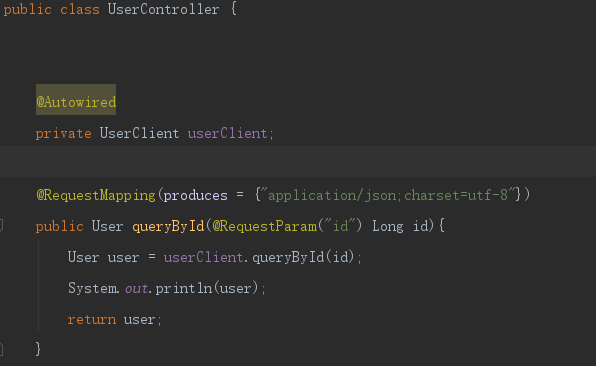 public class UserController {
@Autowired
private UserClient userClient;
@RequestMapping(produces = {"application/json;charset=utf-8"})
public User queryById(@RequestParam("id") Long id){
User user = userClient.queryById(id);
System.out.println(user);
return user;
}